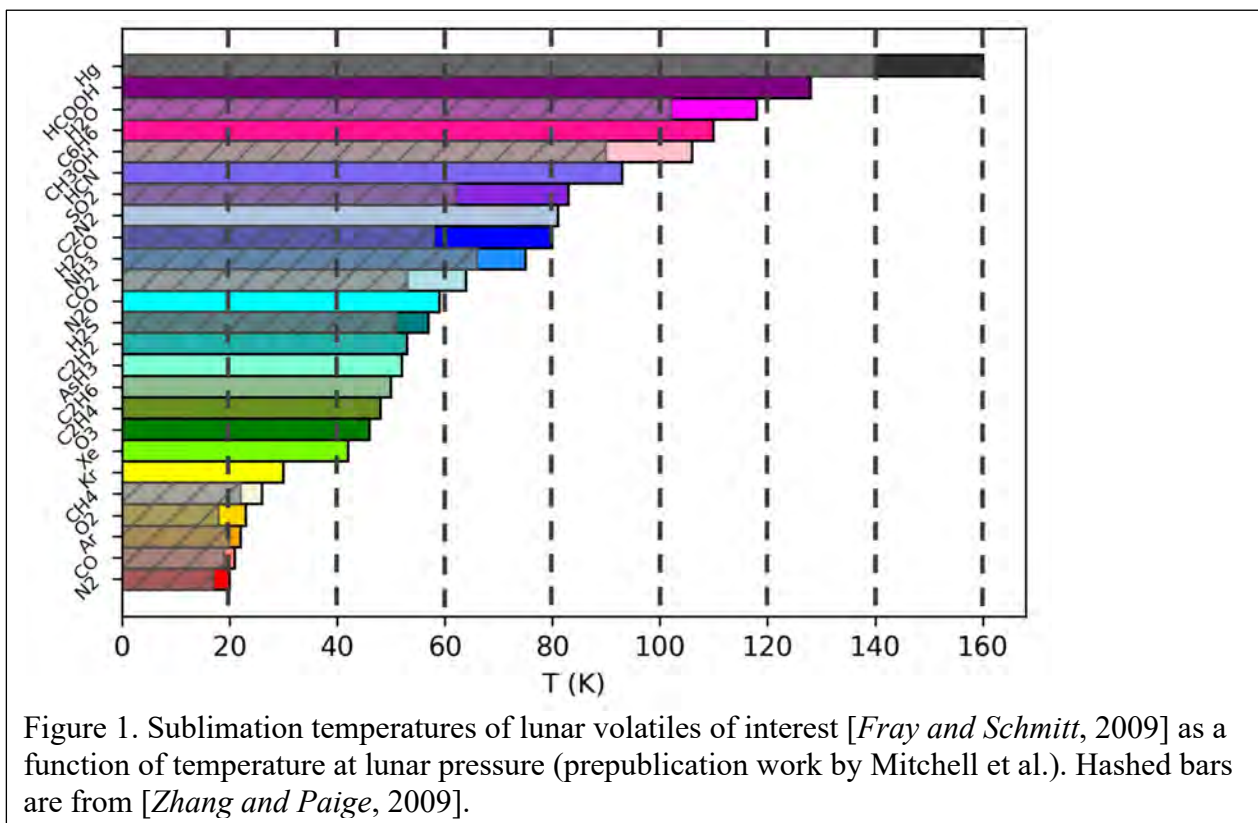 Hg
HCOOH
H2O
C6H6
CH3OH
HCN
SO2
C2N2
H2CO
NH3
CO2
N2O
H2S
C2H2
AsH3
C2H6
C2H4
O3
Xe
Kr
CH4
O2
Ar
CO
N2
0 20 40 60 80 100 120 140 160
T (K)
Figure 1. Sublimation temperatures of lunar volatiles of interest [Fray and Schmitt, 2009] as a
function of temperature at lunar pressure (prepublication work by Mitchell et al.). Hashed bars
are from [Zhang and Paige, 2009].